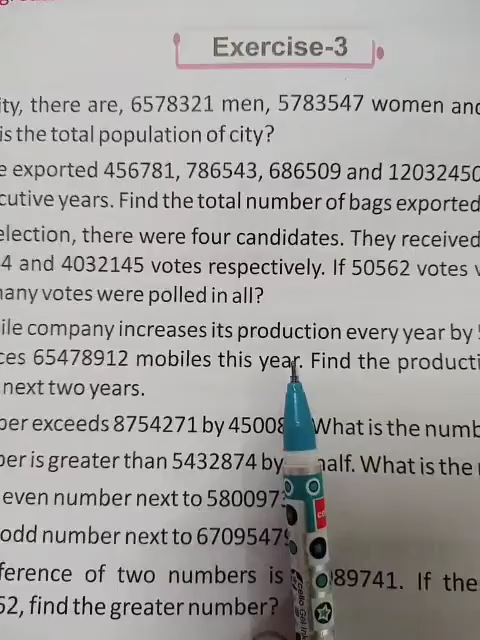 Exercise-3
ity, there are, 6578321 men, 5783547 women and
is the total population of city?
e exported 456781, 786543, 686509 and 12032450
cutive years. Find the total number of bags exported
election, there were four candidates. They received
4 and 4032145 votes respectively. If 50562 votes
many votes were polled in all?
ile company increases its production every year by
ces 65478912 mobiles this year. Find the producti
next two years.
ber exceeds 8754271 by 45008 What is the numb
ber is greater than 5432874 by half. What is the
even number next to 580097
odd number next to 6709547
ference of two numbers is 89741. If the
52, find the greater number?